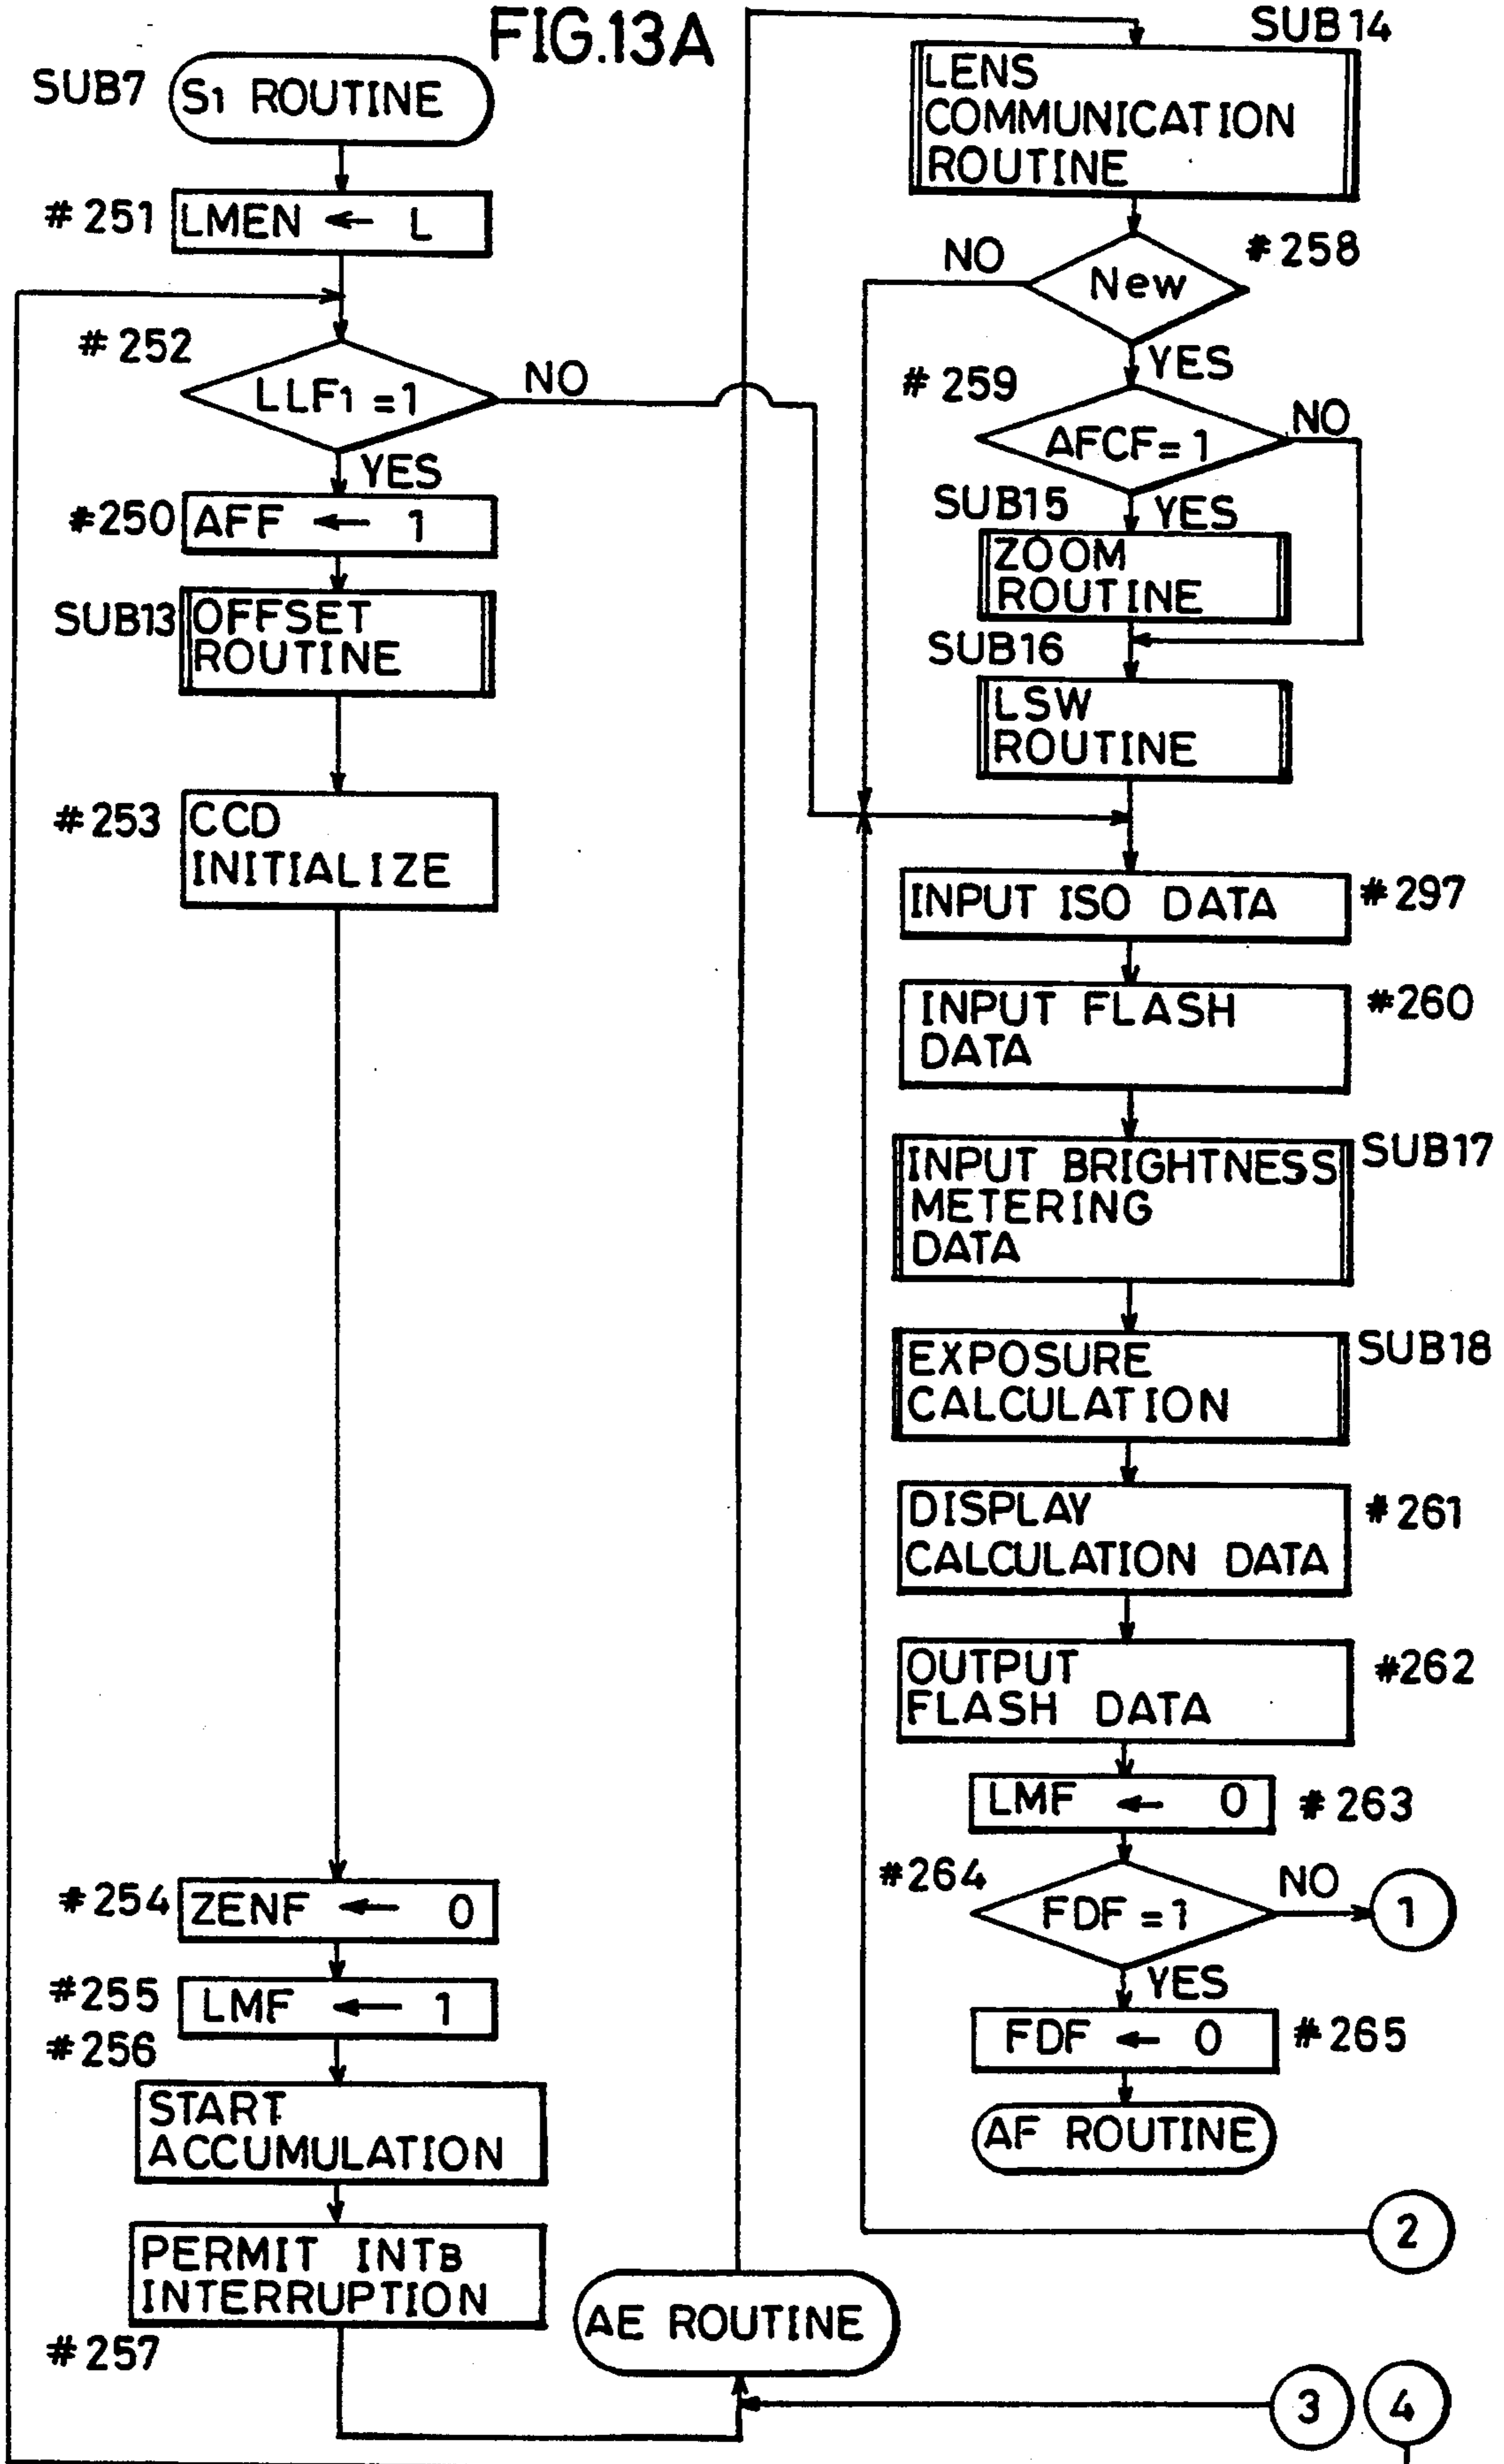 FIG.13A
SUB7
S1 ROUTINE
#251
LMEN ← L
#252
LLF1 =1
NO
YES
#250
AFF ← 1
SUB13
OFFSET
ROUTINE
#253
CCD
INITIALIZE
#254
ZENF ← 0
#255
LMF ← 1
#256
START
ACCUMULATION
PERMIT INTB
INTERRUPTION
#257
AE ROUTINE
SUB14
LENS
COMMUNICATION
ROUTINE
#258
New
NO
YES
#259
AFCF=1
NO
YES
SUB15
ZOOM
ROUTINE
SUB16
LSW
ROUTINE
INPUT ISO DATA
#297
INPUT FLASH
DATA
#260
INPUT BRIGHTNESS
METERING
DATA
SUB17
EXPOSURE
CALCULATION
SUB18
DISPLAY
CALCULATION DATA
#261
OUTPUT
FLASH DATA
#262
LMF ← 0
#263
#264
FDF =1
NO
1
YES
FDF ← 0
#265
AF ROUTINE
2
3
4